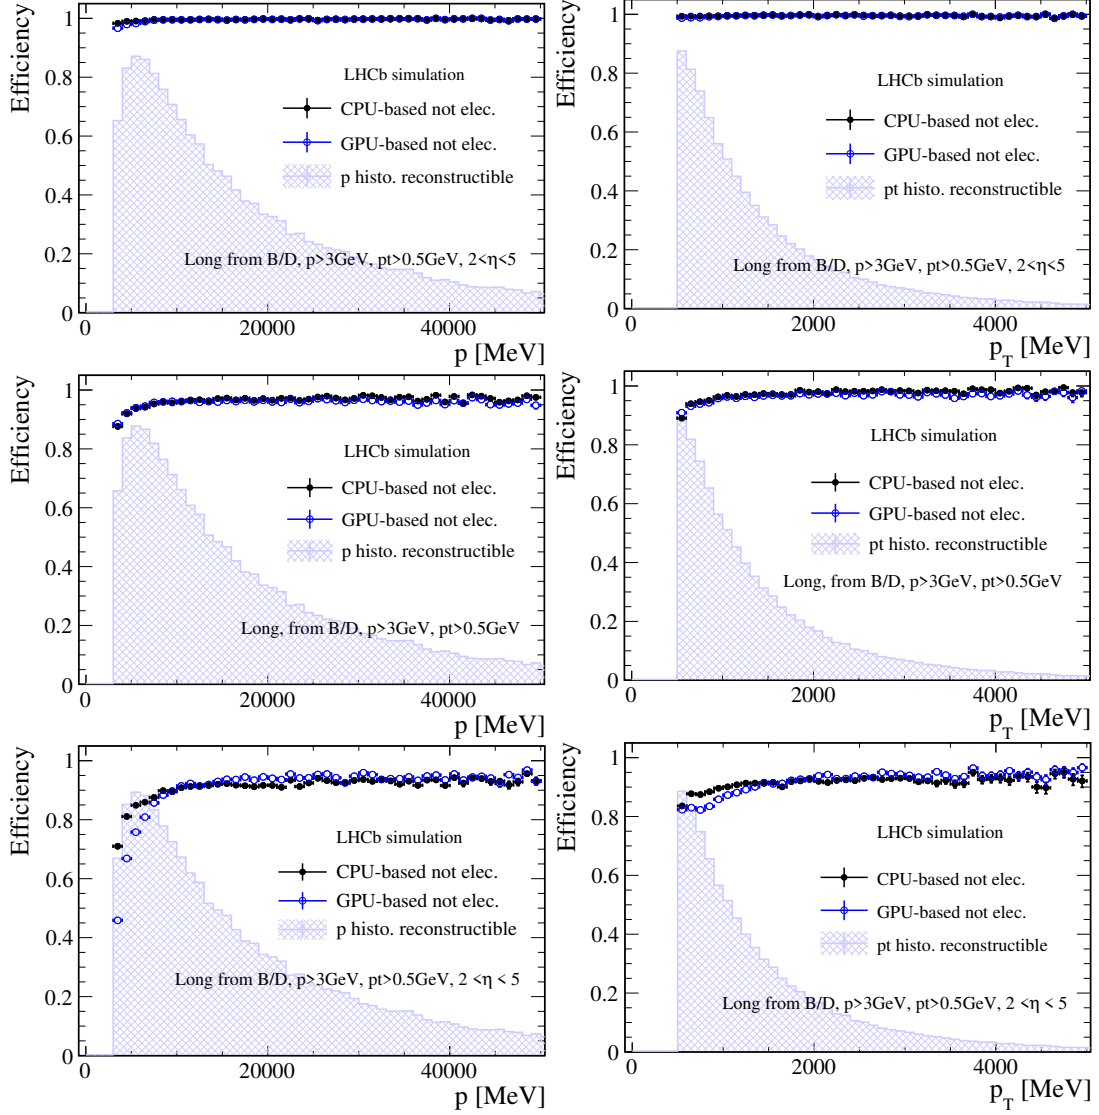 Efficiency
1
0.8
0.6
0.4
0.2
0
LHCb simulation
CPU-based not elec.
GPU-based not elec.
p histo. reconstructible
Long from B/D, p>3GeV, pt>0.5GeV, 2<η<5
0 20000 40000
p [MeV]
Efficiency
1
0.8
0.6
0.4
0.2
0
LHCb simulation
CPU-based not elec.
GPU-based not elec.
pt histo. reconstructible
Long from B/D, p>3GeV, pt>0.5GeV, 2<η<5
0 2000 4000
p_T [MeV]
Efficiency
1
0.8
0.6
0.4
0.2
0
LHCb simulation
CPU-based not elec.
GPU-based not elec.
p histo. reconstructible
Long, from B/D, p>3GeV, pt>0.5GeV
0 20000 40000
p [MeV]
Efficiency
1
0.8
0.6
0.4
0.2
0
LHCb simulation
CPU-based not elec.
GPU-based not elec.
pt histo. reconstructible
Long, from B/D, p>3GeV, pt>0.5GeV
0 2000 4000
p_T [MeV]
Efficiency
1
0.8
0.6
0.4
0.2
0
LHCb simulation
CPU-based not elec.
GPU-based not elec.
p histo. reconstructible
Long from B/D, p>3GeV, pt>0.5GeV, 2 <η < 5
0 20000 40000
p [MeV]
Efficiency
1
0.8
0.6
0.4
0.2
0
LHCb simulation
CPU-based not elec.
GPU-based not elec.
pt histo. reconstructible
Long from B/D, p>3GeV, pt>0.5GeV, 2 <η < 5
0 2000 4000
p_T [MeV]